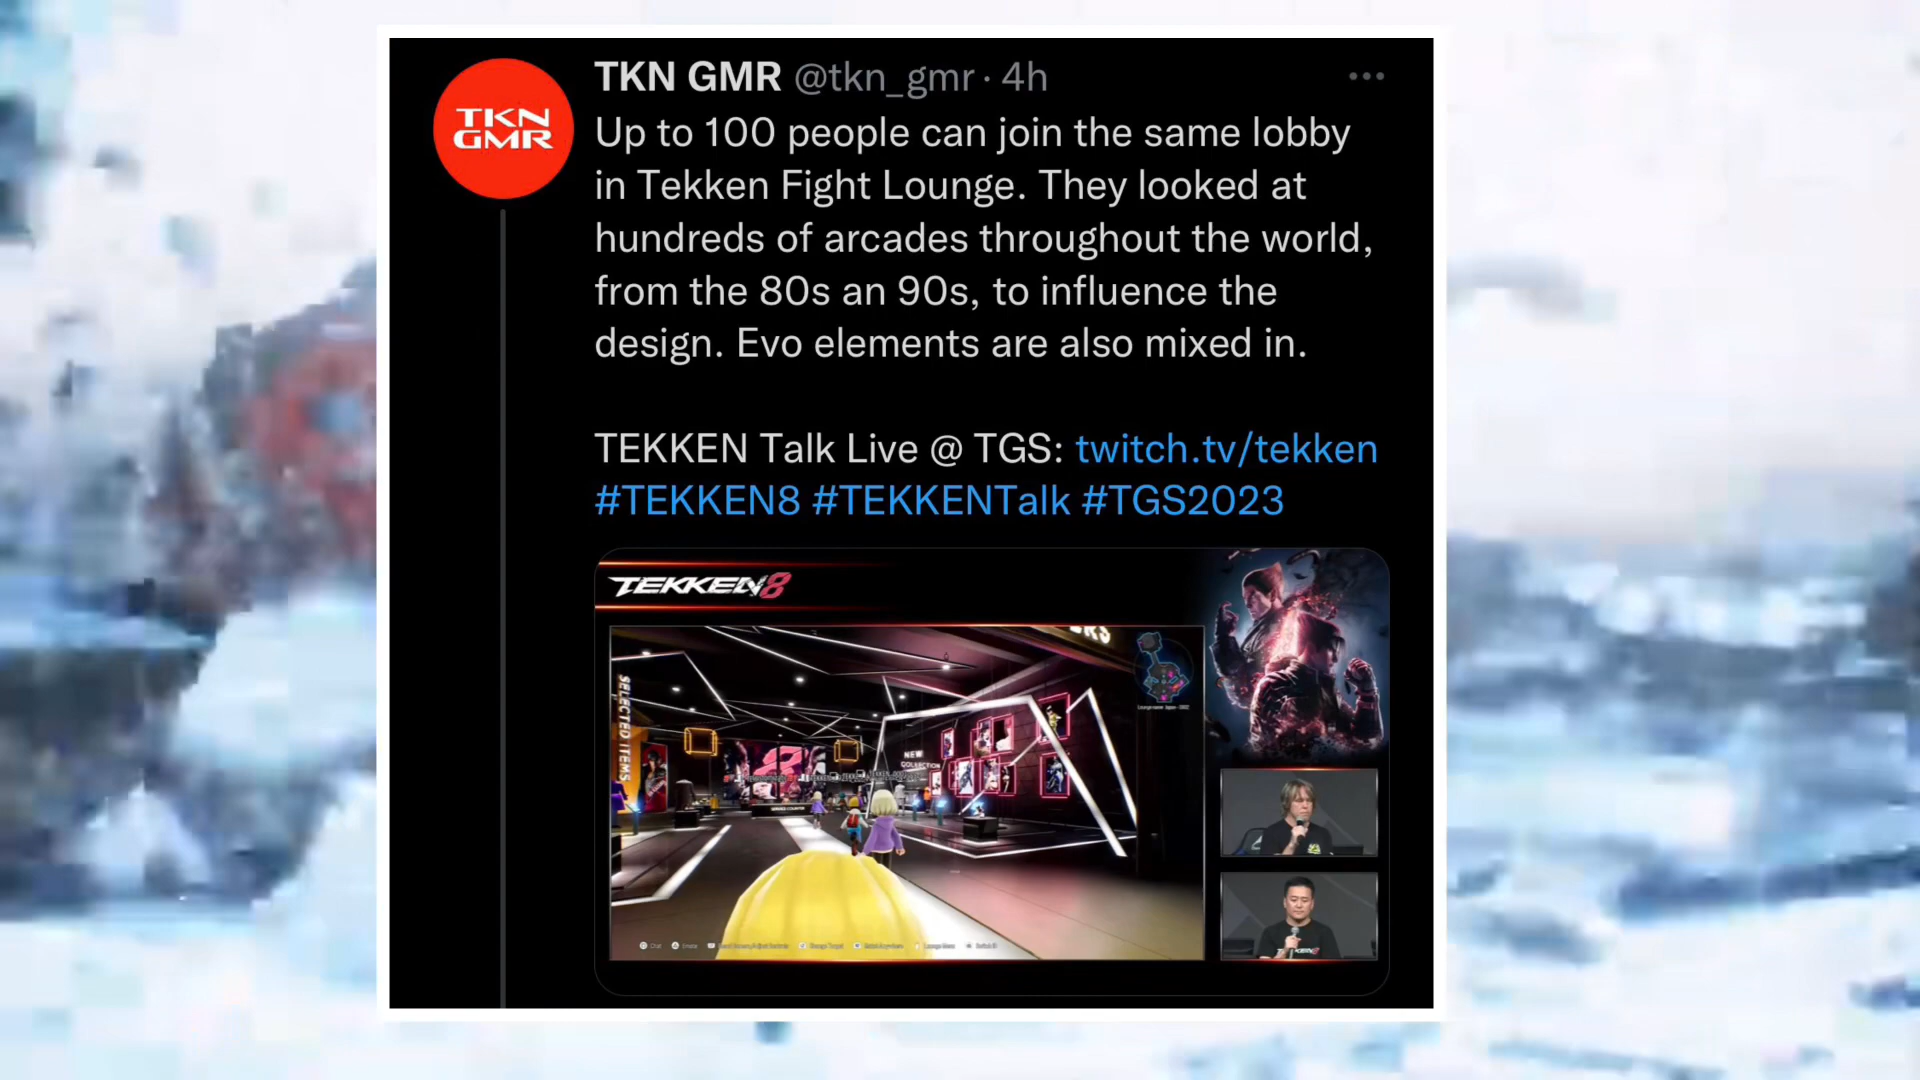 TKN GMR @tkn_gmr · 4h
TKN
GMR
Up to 100 people can join the same lobby
in Tekken Fight Lounge. They looked at
hundreds of arcades throughout the world,
from the 80s an 90s, to influence the
design. Evo elements are also mixed in.
TEKKEN Talk Live @ TGS: twitch.tv/tekken
#TEKKEN8 #TEKKENTalk #TGS2023
TEKKEN8
SELECTED ITEMS
NEW
COLLECTION
Chat
Emote